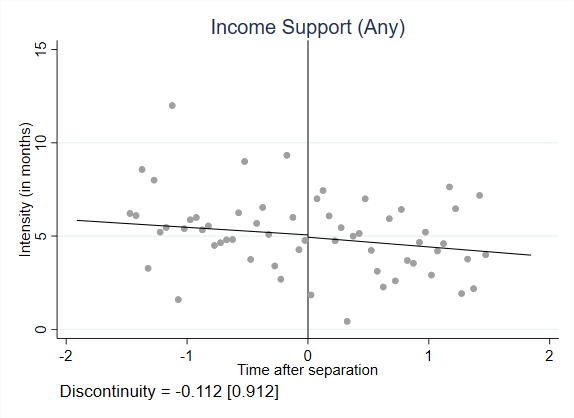 Income Support (Any)
Intensity (in months)
15
10
5
0
-2
-1
0
1
2
Time after separation
Discontinuity = -0.112 [0.912]